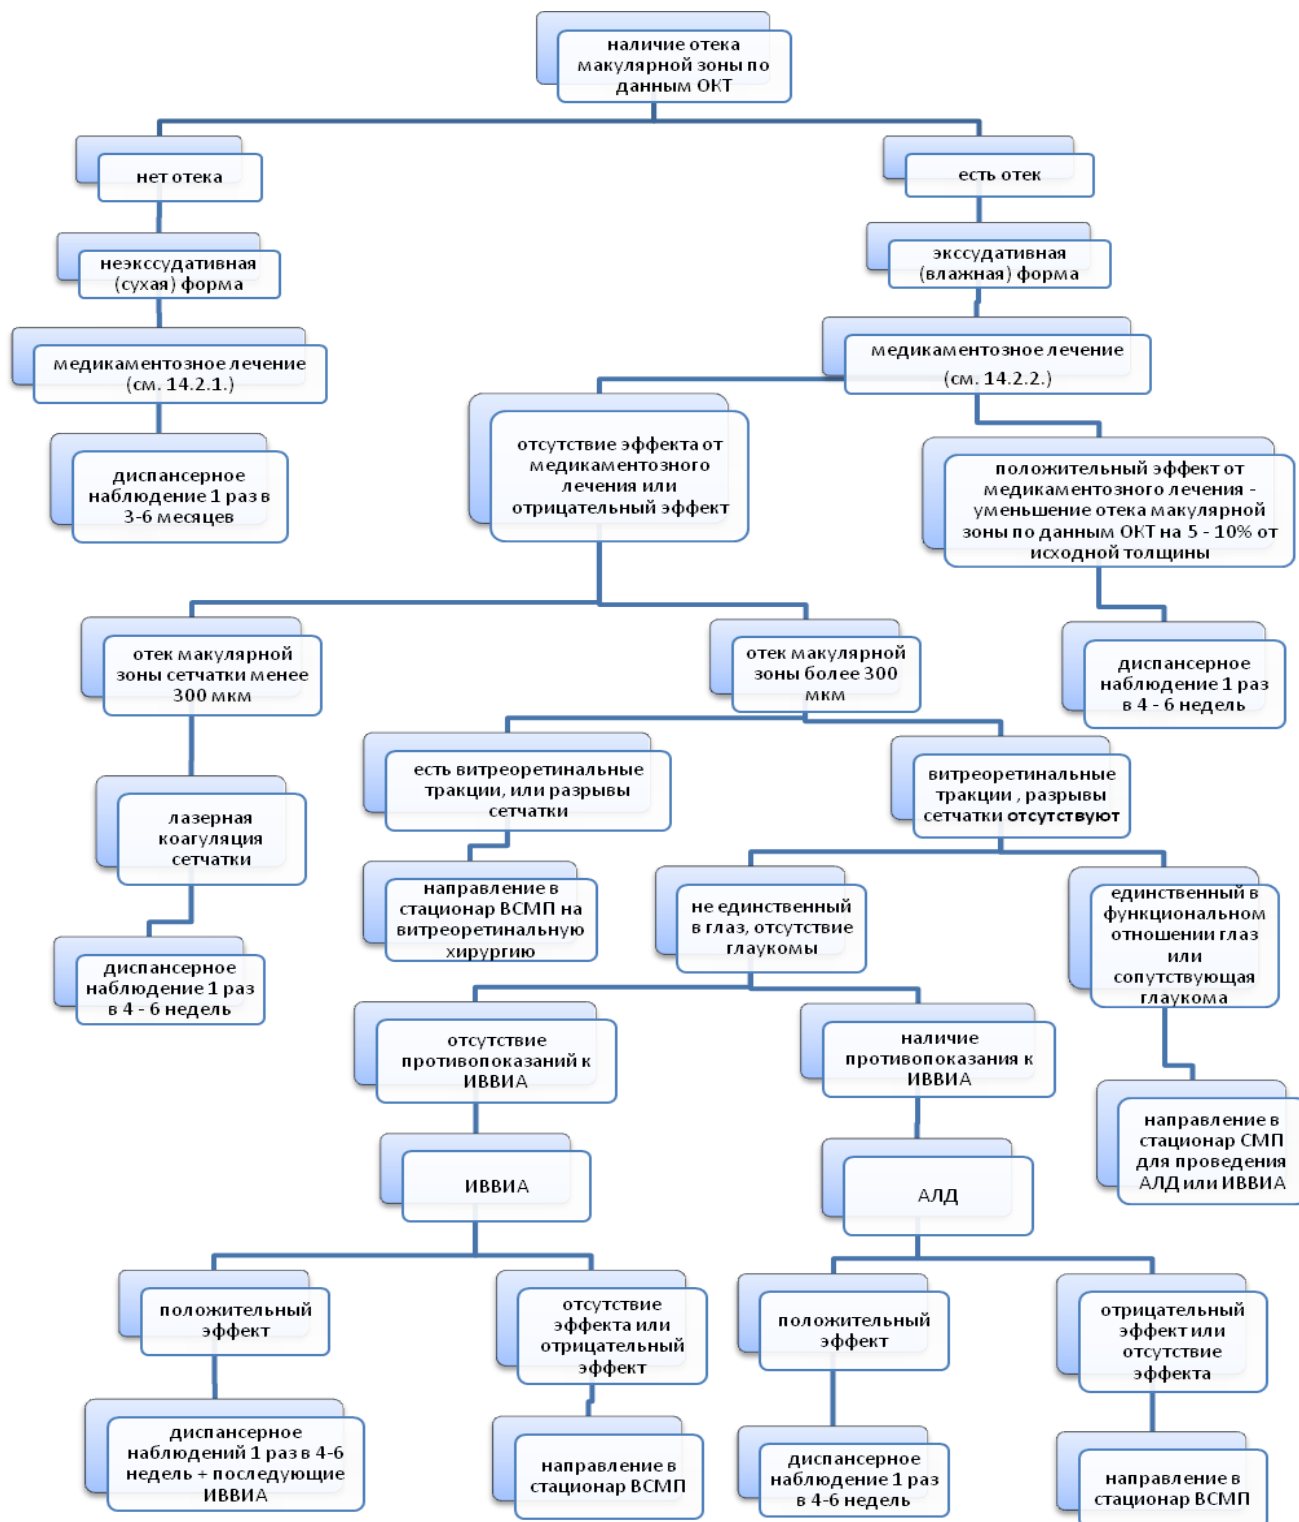 наличие отека
макулярной зоны по
данным ОКТ
нет отека
есть отек
неэкссудативная
(сухая) форма
экссудативная
(влажная) форма
медикаментозное лечение
(см. 14.2.1.)
медикаментозное лечение
(см. 14.2.2.)
диспансерное
наблюдение 1 раз в
3-6 месяцев
отсутствие эффекта от
медикаментозного
лечения или
отрицательный эффект
положительный эффект от
медикаментозного лечения -
уменьшение отека макулярной
зоны по данным ОКТ на 5 - 10% от
исходной толщины
отек макулярной
зоны сетчатки менее
300 мкм
отек макулярной
зоны более 300
мкм
диспансерное
наблюдение 1 раз
в 4 - 6 недель
лазерная
коагуляция
сетчатки
есть витреоретинальные
тракции, или разрывы
сетчатки
витреоретинальные
тракции , разрывы
сетчатки отсутствуют
диспансерное
наблюдение 1 раз
в 4 - 6 недель
направление в
стационар ВСМП на
витреоретинальную
хирургию
не единственный
в глаз, отсутствие
глаукомы
единственный в
функциональном
отношении глаз
или
сопутствующая
глаукома
отсутствие
противопоказаний к
ИВВИА
наличие
противопоказания к
ИВВИА
направление в
стационар СМП
для проведения
АЛД или ИВВИА
ИВВИА
АЛД
положительный
эффект
отсутствие
эффекта или
отрицательный
эффект
положительный
эффект
отрицательный
эффект или
отсутствие
эффекта
диспансерное
наблюдений 1 раз в 4-6
недель + последующие
ИВВИА
направление в
стационар ВСМП
диспансерное
наблюдение 1 раз
в 4-6 недель
направление в
стационар ВСМП